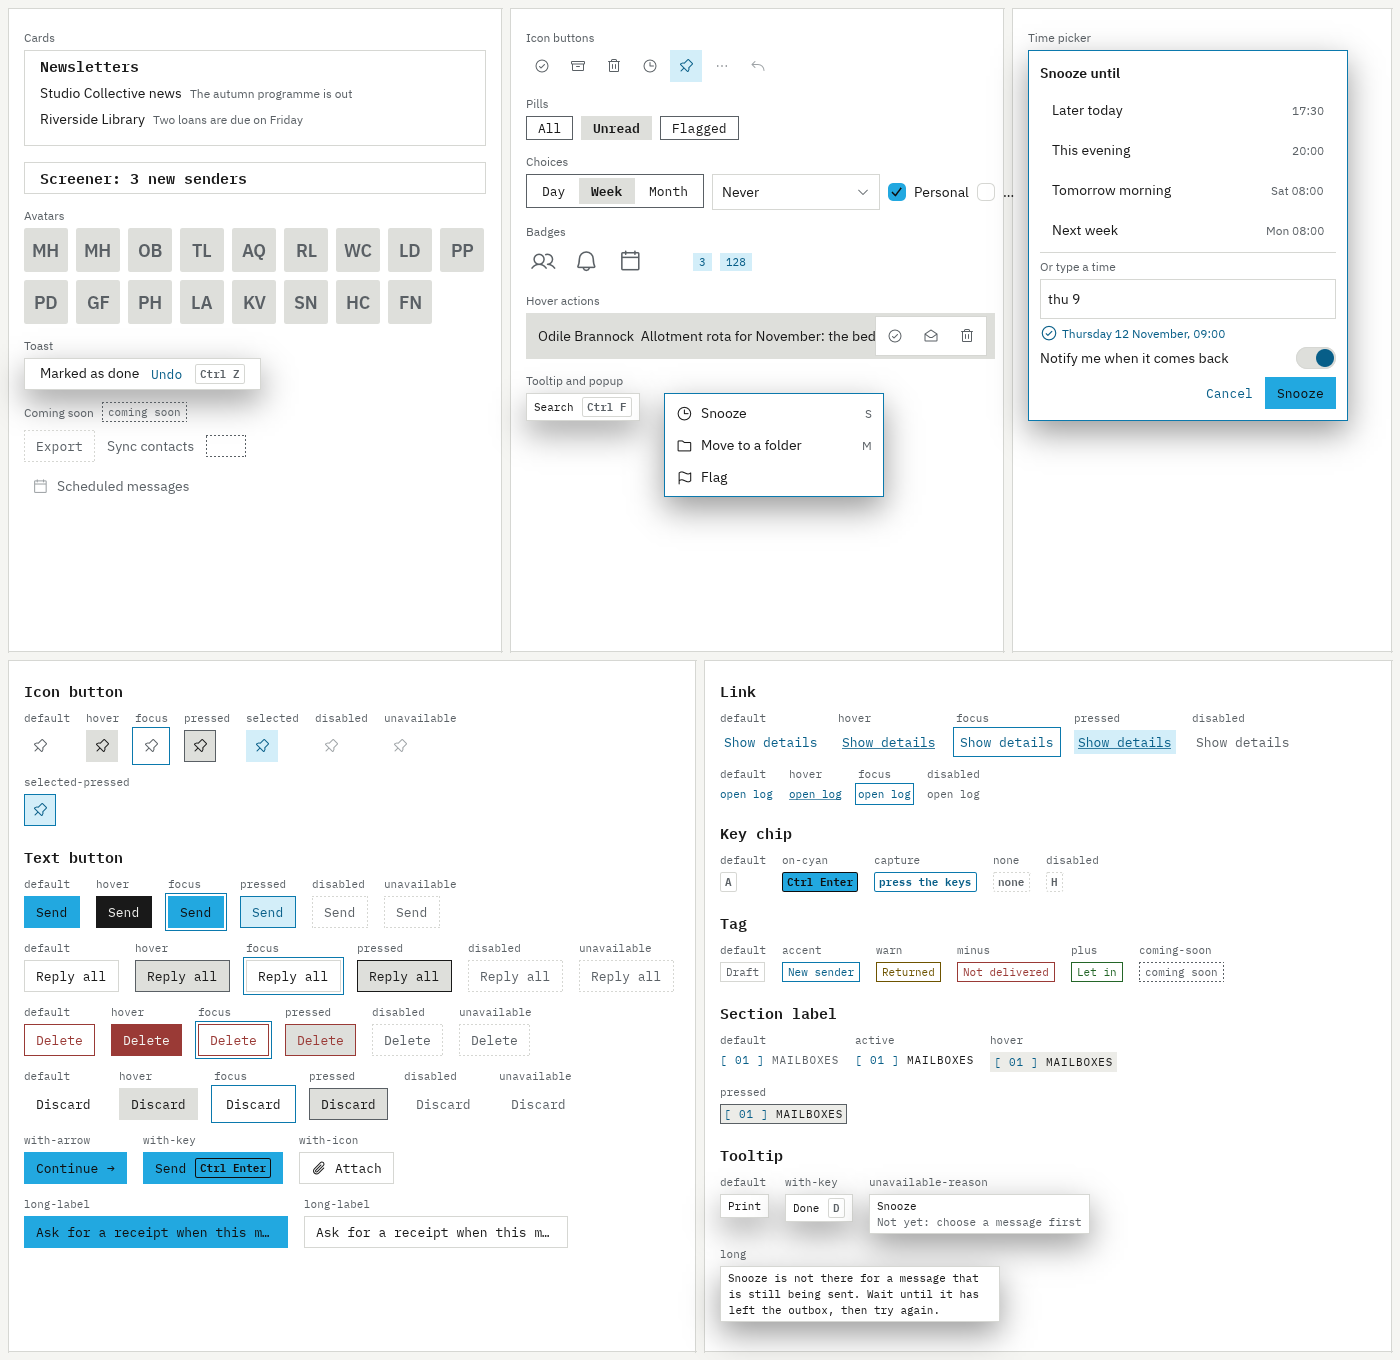 Cards
Newsletters
Studio Collective news The autumn programme is out
Riverside Library Two loans are due on Friday
Screener: 3 new senders
Avatars
MH MH OB TL AQ RL WC LD PP
PD GF PH LA KV SN HC FN
Toast
Marked as done Undo Ctrl Z
Coming soon coming soon
Export Sync contacts
Scheduled messages
Icon buttons
Pills
All Unread Flagged
Choices
Day Week Month Never Personal ...
Badges
3 128
Hover actions
Odile Brannock Allotment rota for November: the bed
Tooltip and popup
Search Ctrl F
Snooze S
Move to a folder M
Flag
Time picker
Snooze until
Later today 17:30
This evening 20:00
Tomorrow morning Sat 08:00
Next week Mon 08:00
Or type a time
thu 9
Thursday 12 November, 09:00
Notify me when it comes back
Cancel Snooze
Icon button
default hover focus pressed selected disabled unavailable
selected-pressed
Text button
default hover focus pressed disabled unavailable
Send Send Send Send Send Send
default hover focus pressed disabled unavailable
Reply all Reply all Reply all Reply all Reply all Reply all
default hover focus pressed disabled unavailable
Delete Delete Delete Delete Delete Delete
default hover focus pressed disabled unavailable
Discard Discard Discard Discard Discard Discard
with-arrow with-key with-icon
Continue → Send Ctrl Enter Attach
long-label long-label
Ask for a receipt when this m… Ask for a receipt when this m…
Link
default hover focus pressed disabled
Show details Show details Show details Show details Show details
default hover focus disabled
open log open log open log open log
Key chip
default on-cyan capture none disabled
A Ctrl Enter press the keys none H
Tag
default accent warn minus plus coming-soon
Draft New sender Returned Not delivered Let in coming soon
Section label
default active hover
[ 01 ] MAILBOXES [ 01 ] MAILBOXES [ 01 ] MAILBOXES
pressed
[ 01 ] MAILBOXES
Tooltip
default with-key unavailable-reason
Print Done D Snooze
Not yet: choose a message first
long
Snooze is not there for a message that
is still being sent. Wait until it has
left the outbox, then try again.